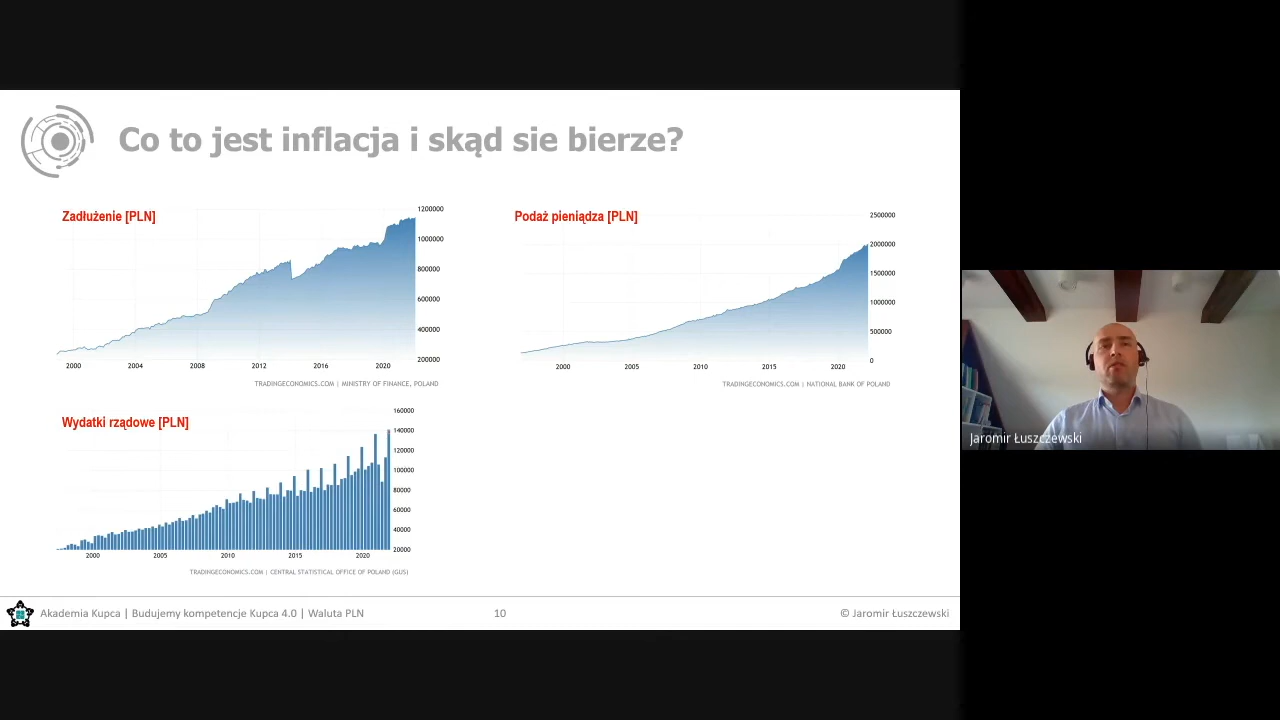 Co to jest inflacja i skąd sie bierze?
Zadłużenie [PLN]
1200000
1000000
800000
600000
400000
200000
2000 2004 2008 2012 2016 2020
TRADINGECONOMICS.COM | MINISTRY OF FINANCE, POLAND
Podaż pieniądza [PLN]
2500000
2000000
1500000
1000000
500000
0
2000 2005 2010 2015 2020
TRADINGECONOMICS.COM | NATIONAL BANK OF POLAND
Wydatki rządowe [PLN]
160000
140000
120000
100000
80000
60000
40000
20000
2000 2005 2010 2015 2020
TRADINGECONOMICS.COM | CENTRAL STATISTICAL OFFICE OF POLAND (GUS)
Jaromir Łuszczewski
Akademia Kupca | Budujemy kompetencje Kupca 4.0 | Waluta PLN
10
© Jaromir Łuszczewski